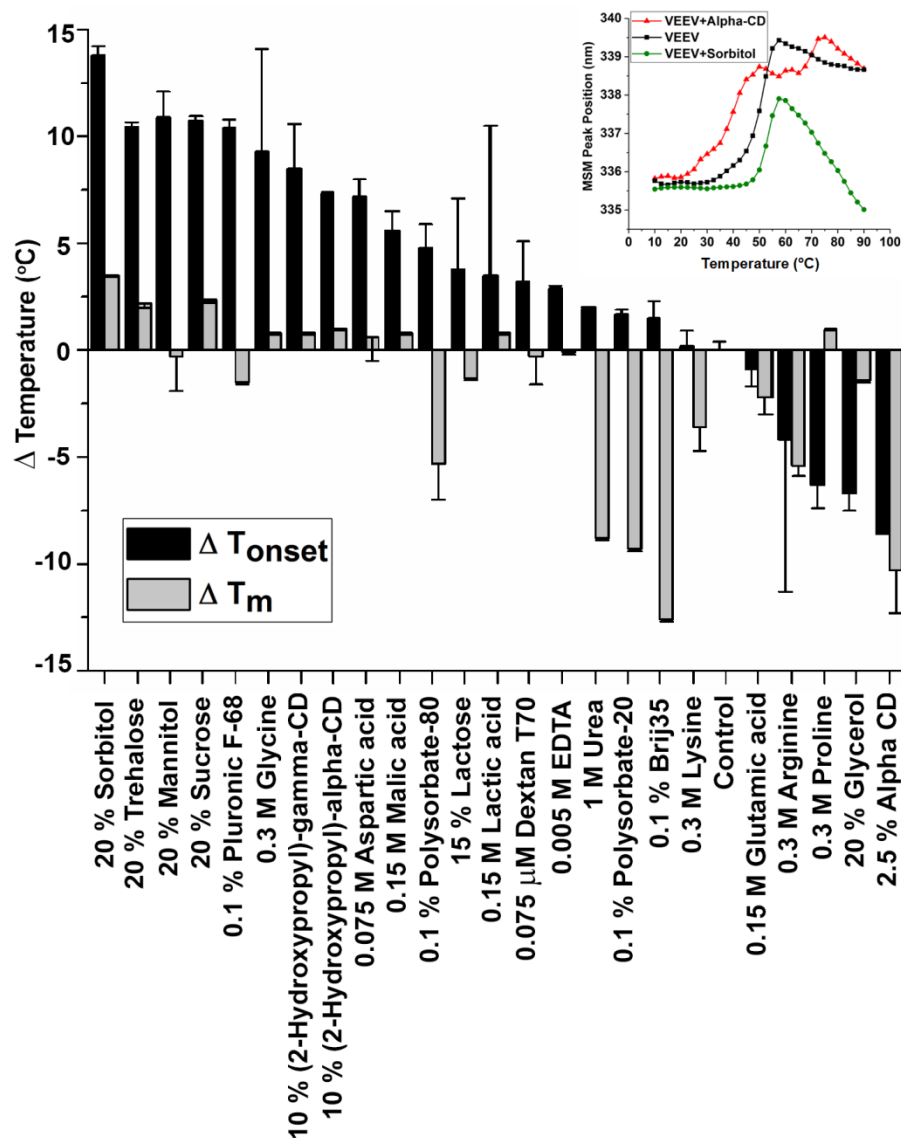 VEEV+Alpha-CD
VEEV
VEEV+Sorbitol
MSM Peak Position (nm)
340
339
338
337
336
335
0 10 20 30 40 50 60 70 80 90 100
Temperature (°C)
Δ Temperature (°C)
15
10
5
0
-5
-10
-15
Δ Tonset
Δ Tm
20 % Sorbitol
20 % Trehalose
20 % Mannitol
20 % Sucrose
0.1 % Pluronic F-68
0.3 M Glycine
10 % (2-Hydroxypropyl)-gamma-CD
10 % (2-Hydroxypropyl)-alpha-CD
0.075 M Aspartic acid
0.15 M Malic acid
0.1 % Polysorbate-80
15 % Lactose
0.15 M Lactic acid
0.075 μM Dextan T70
0.005 M EDTA
1 M Urea
0.1 % Polysorbate-20
0.1 % Brij35
0.3 M Lysine
Control
0.15 M Glutamic acid
0.3 M Arginine
0.3 M Proline
20 % Glycerol
2.5 % Alpha CD